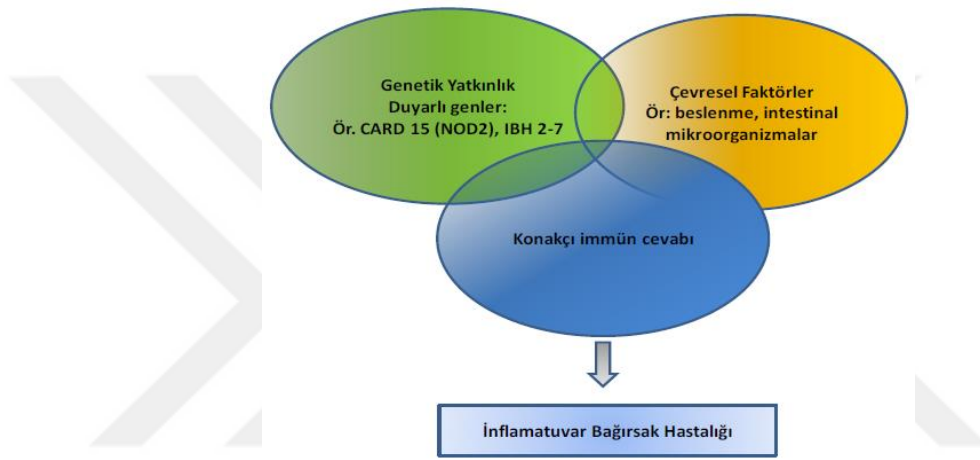 Genetik Yatkınlık
Duyarlı genler:
Ör. CARD 15 (NOD2), IBH 2-7
Çevresel Faktörler
Ör: beslenme, intestinal
mikroorganizmalar
Konakçı immün cevabı
İnflamatuvar Bağırsak Hastalığı